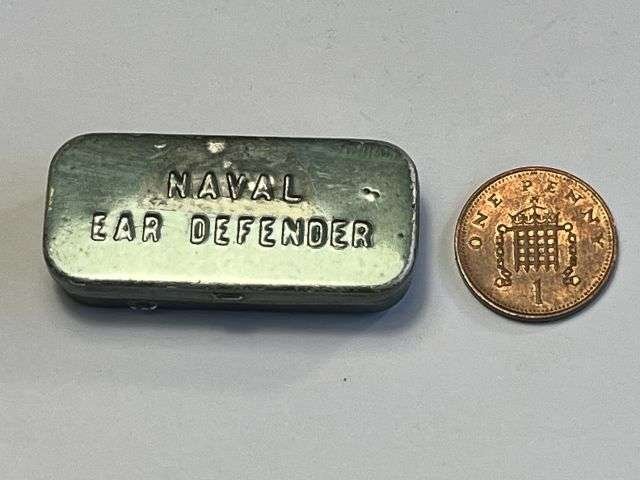 NAVAL
EAR DEFENDER
ONE PENNY
1